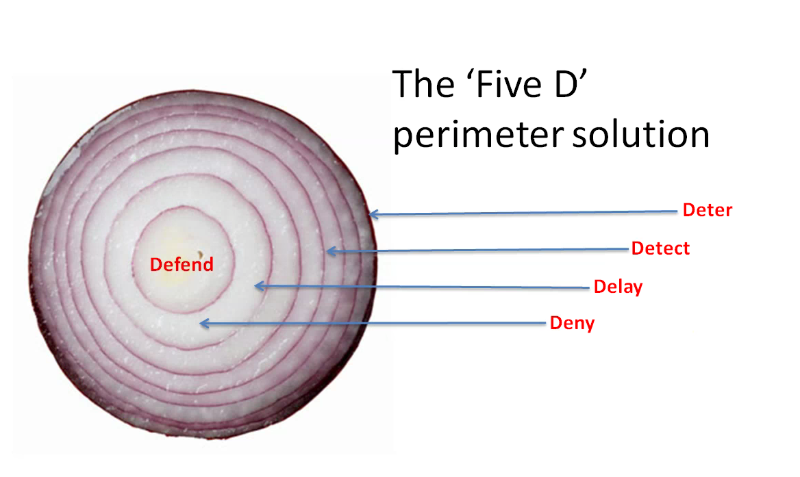 The ‘Five D’
perimeter solution
Deter
Detect
Defend
Delay
Deny